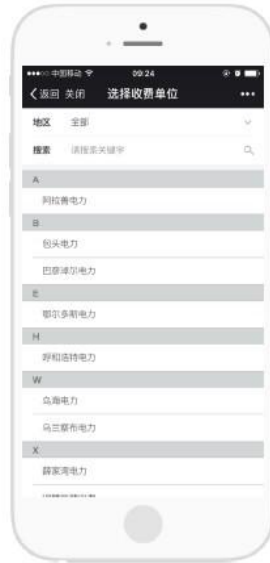 中国移动 09:24
返回 关闭 选择收费单位
地区 全部
搜索 请搜索关键字
A
阿拉善电力
B
包头电力
巴彦淖尔电力
E
鄂尔多斯电力
H
呼和浩特电力
W
乌海电力
乌兰察布电力
X
薛家湾电力